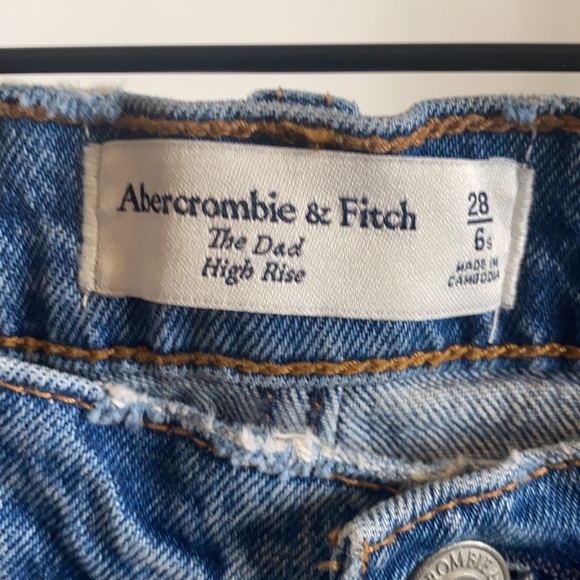 Abercrombie & Fitch
The Dad
High Rise
28
6s
MADE IN
CAMBODIA